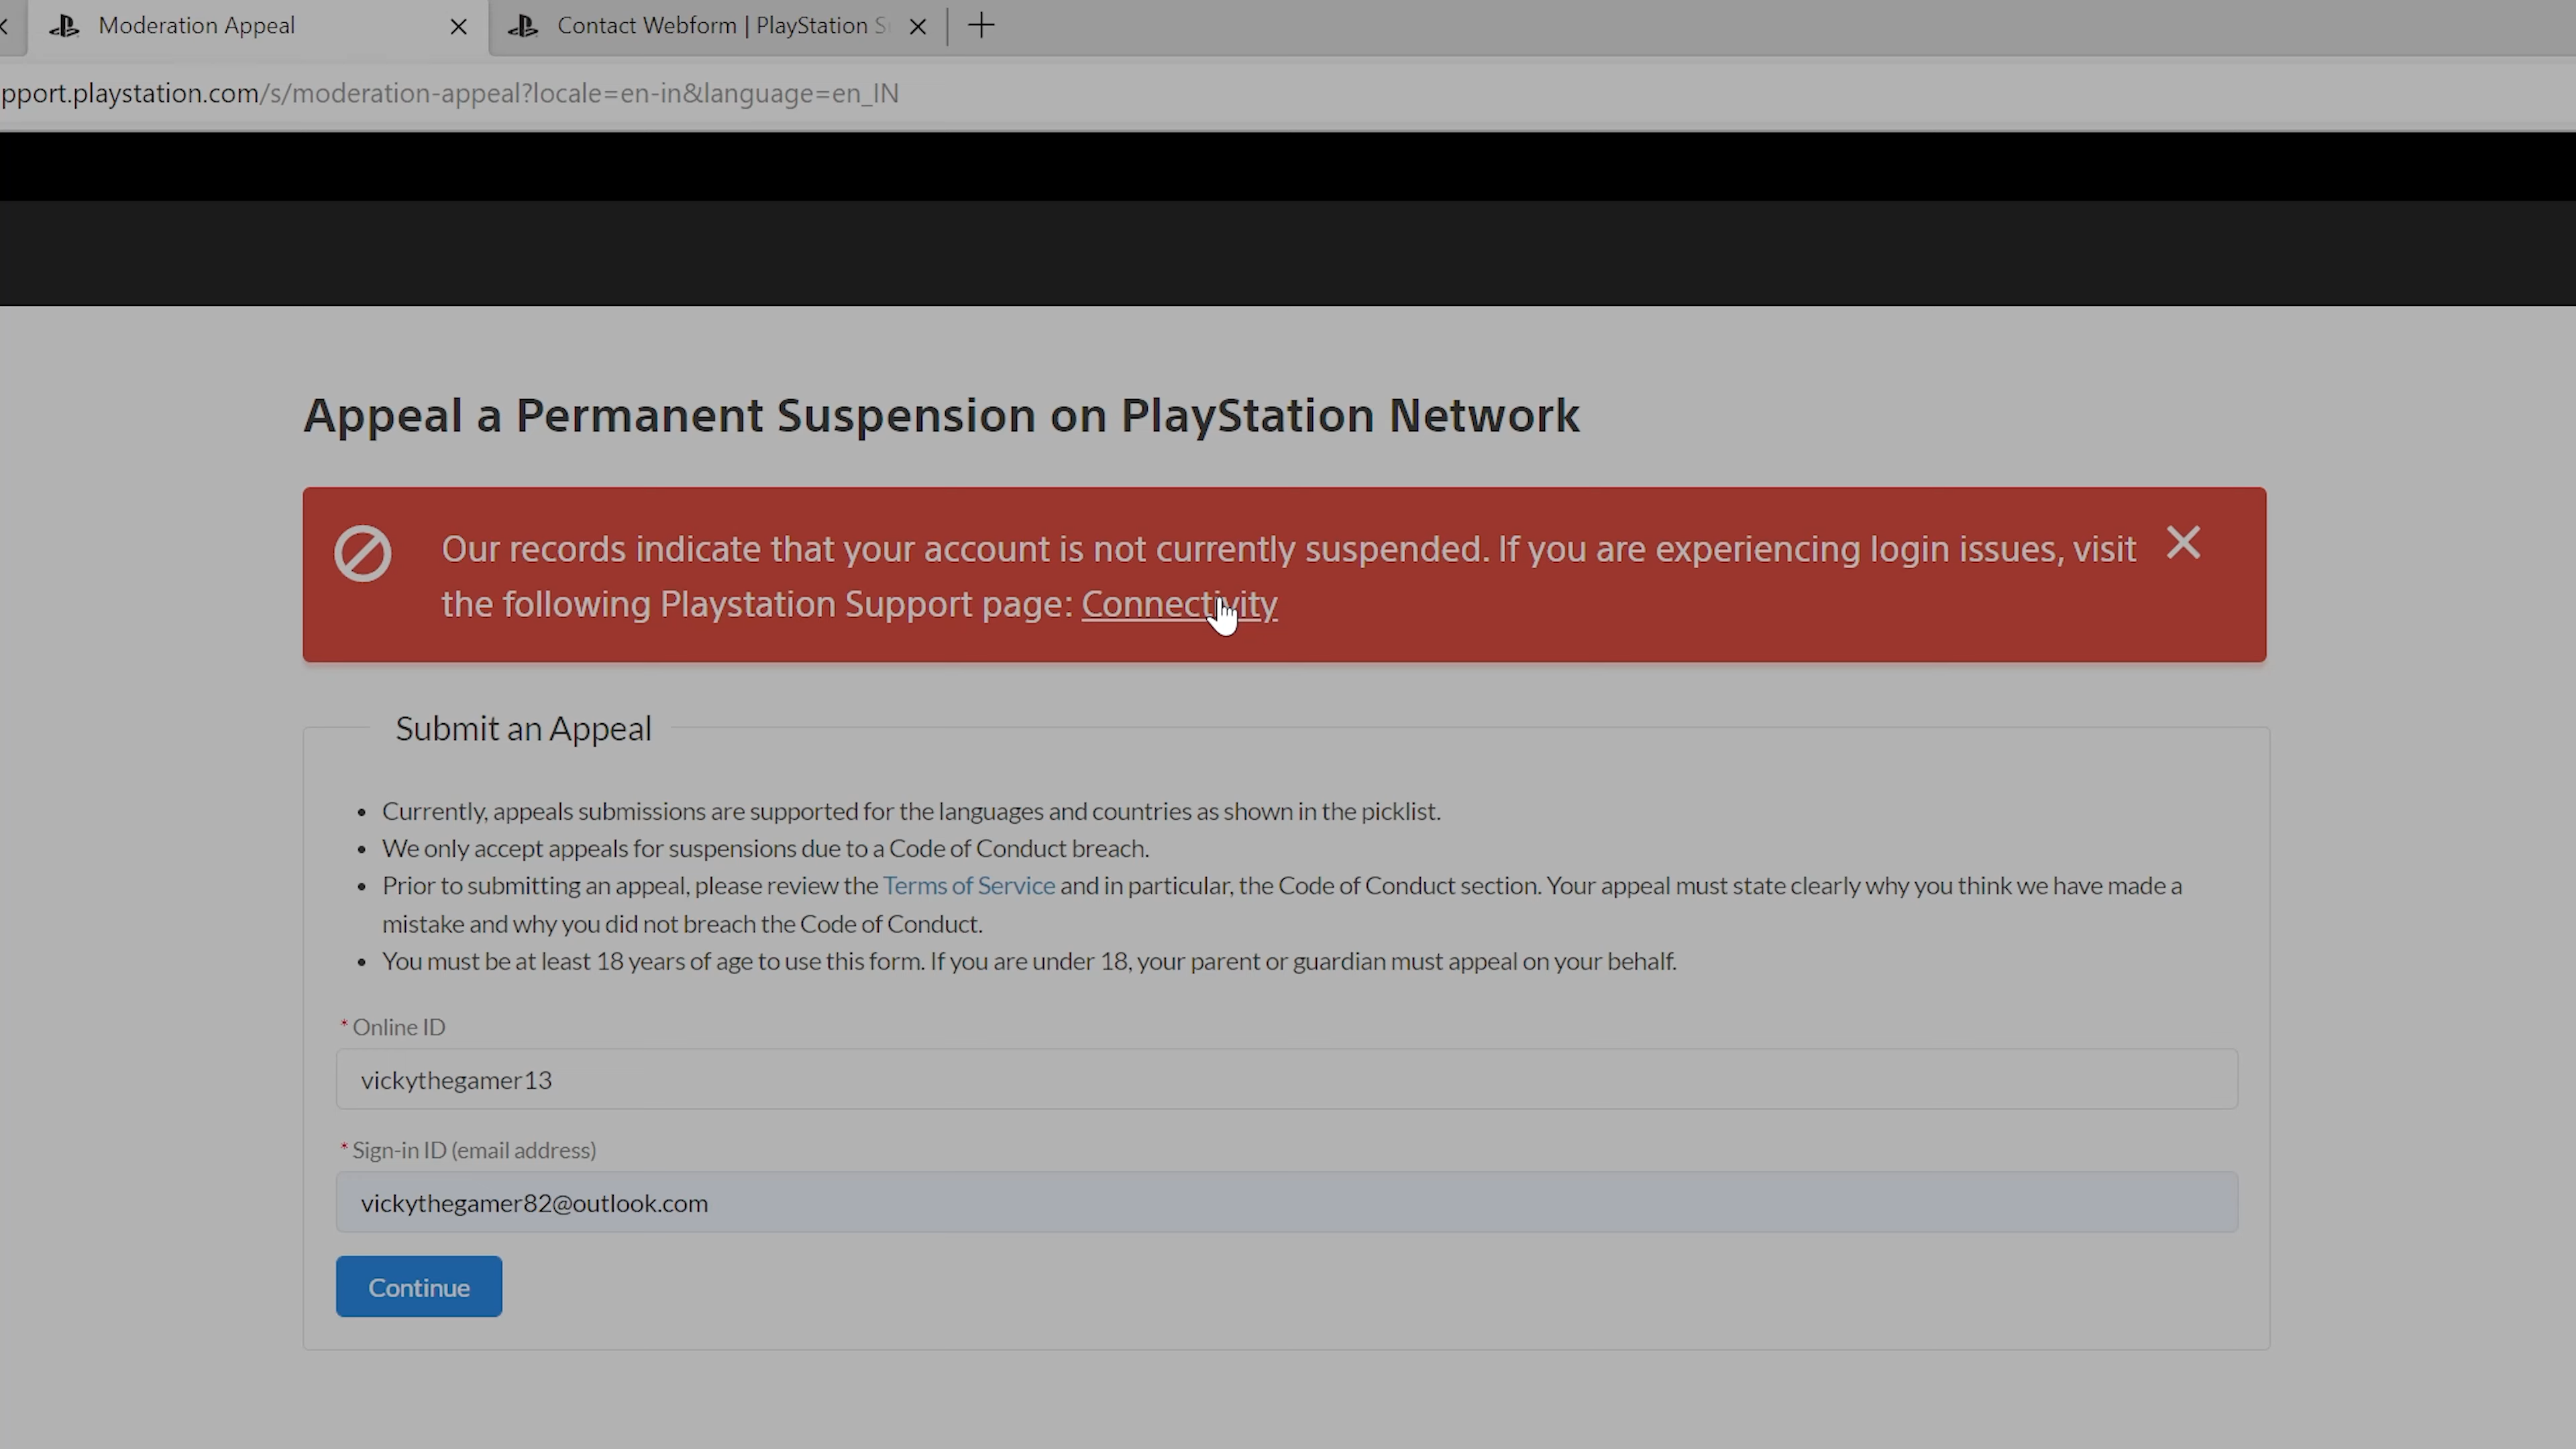 Moderation Appeal
Contact Webform | PlayStation
pport.playstation.com/s/moderation-appeal?locale=en-in&language=en_IN
Appeal a Permanent Suspension on PlayStation Network
Our records indicate that your account is not currently suspended. If you are experiencing login issues, visit
the following Playstation Support page: Connectivity
Submit an Appeal
• Currently, appeals submissions are supported for the languages and countries as shown in the picklist.
• We only accept appeals for suspensions due to a Code of Conduct breach.
• Prior to submitting an appeal, please review the Terms of Service and in particular, the Code of Conduct section. Your appeal must state clearly why you think we have made a
mistake and why you did not breach the Code of Conduct.
• You must be at least 18 years of age to use this form. If you are under 18, your parent or guardian must appeal on your behalf.
* Online ID
vickythegamer13
* Sign-in ID (email address)
vickythegamer82@outlook.com
Continue